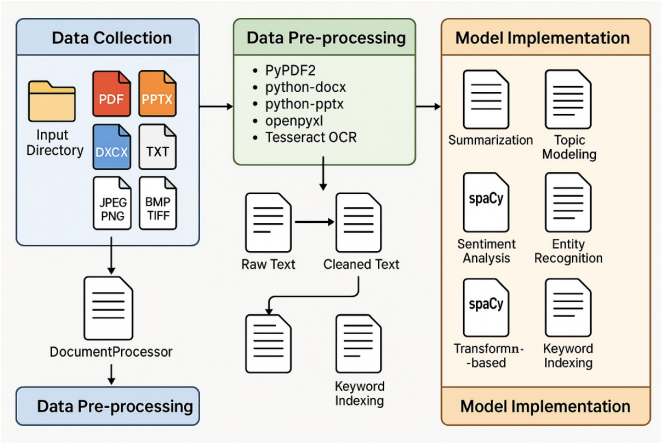 Data Collection
Input
Directory
PDF
PPTX
DXCX
TXT
JPEG
PNG
BMP
TIFF
DocumentProcessor
Data Pre-processing
Data Pre-processing
• PyPDF2
• python-docx
• python-pptx
• openpyxl
• Tesseract OCR
Raw Text
Cleaned Text
Keyword
Indexing
Model Implementation
Summarization
Topic
Modeling
spaCy
Sentiment
Analysis
Entity
Recognition
spaCy
Transformn-
-based
Keyword
Indexing
Model Implementation